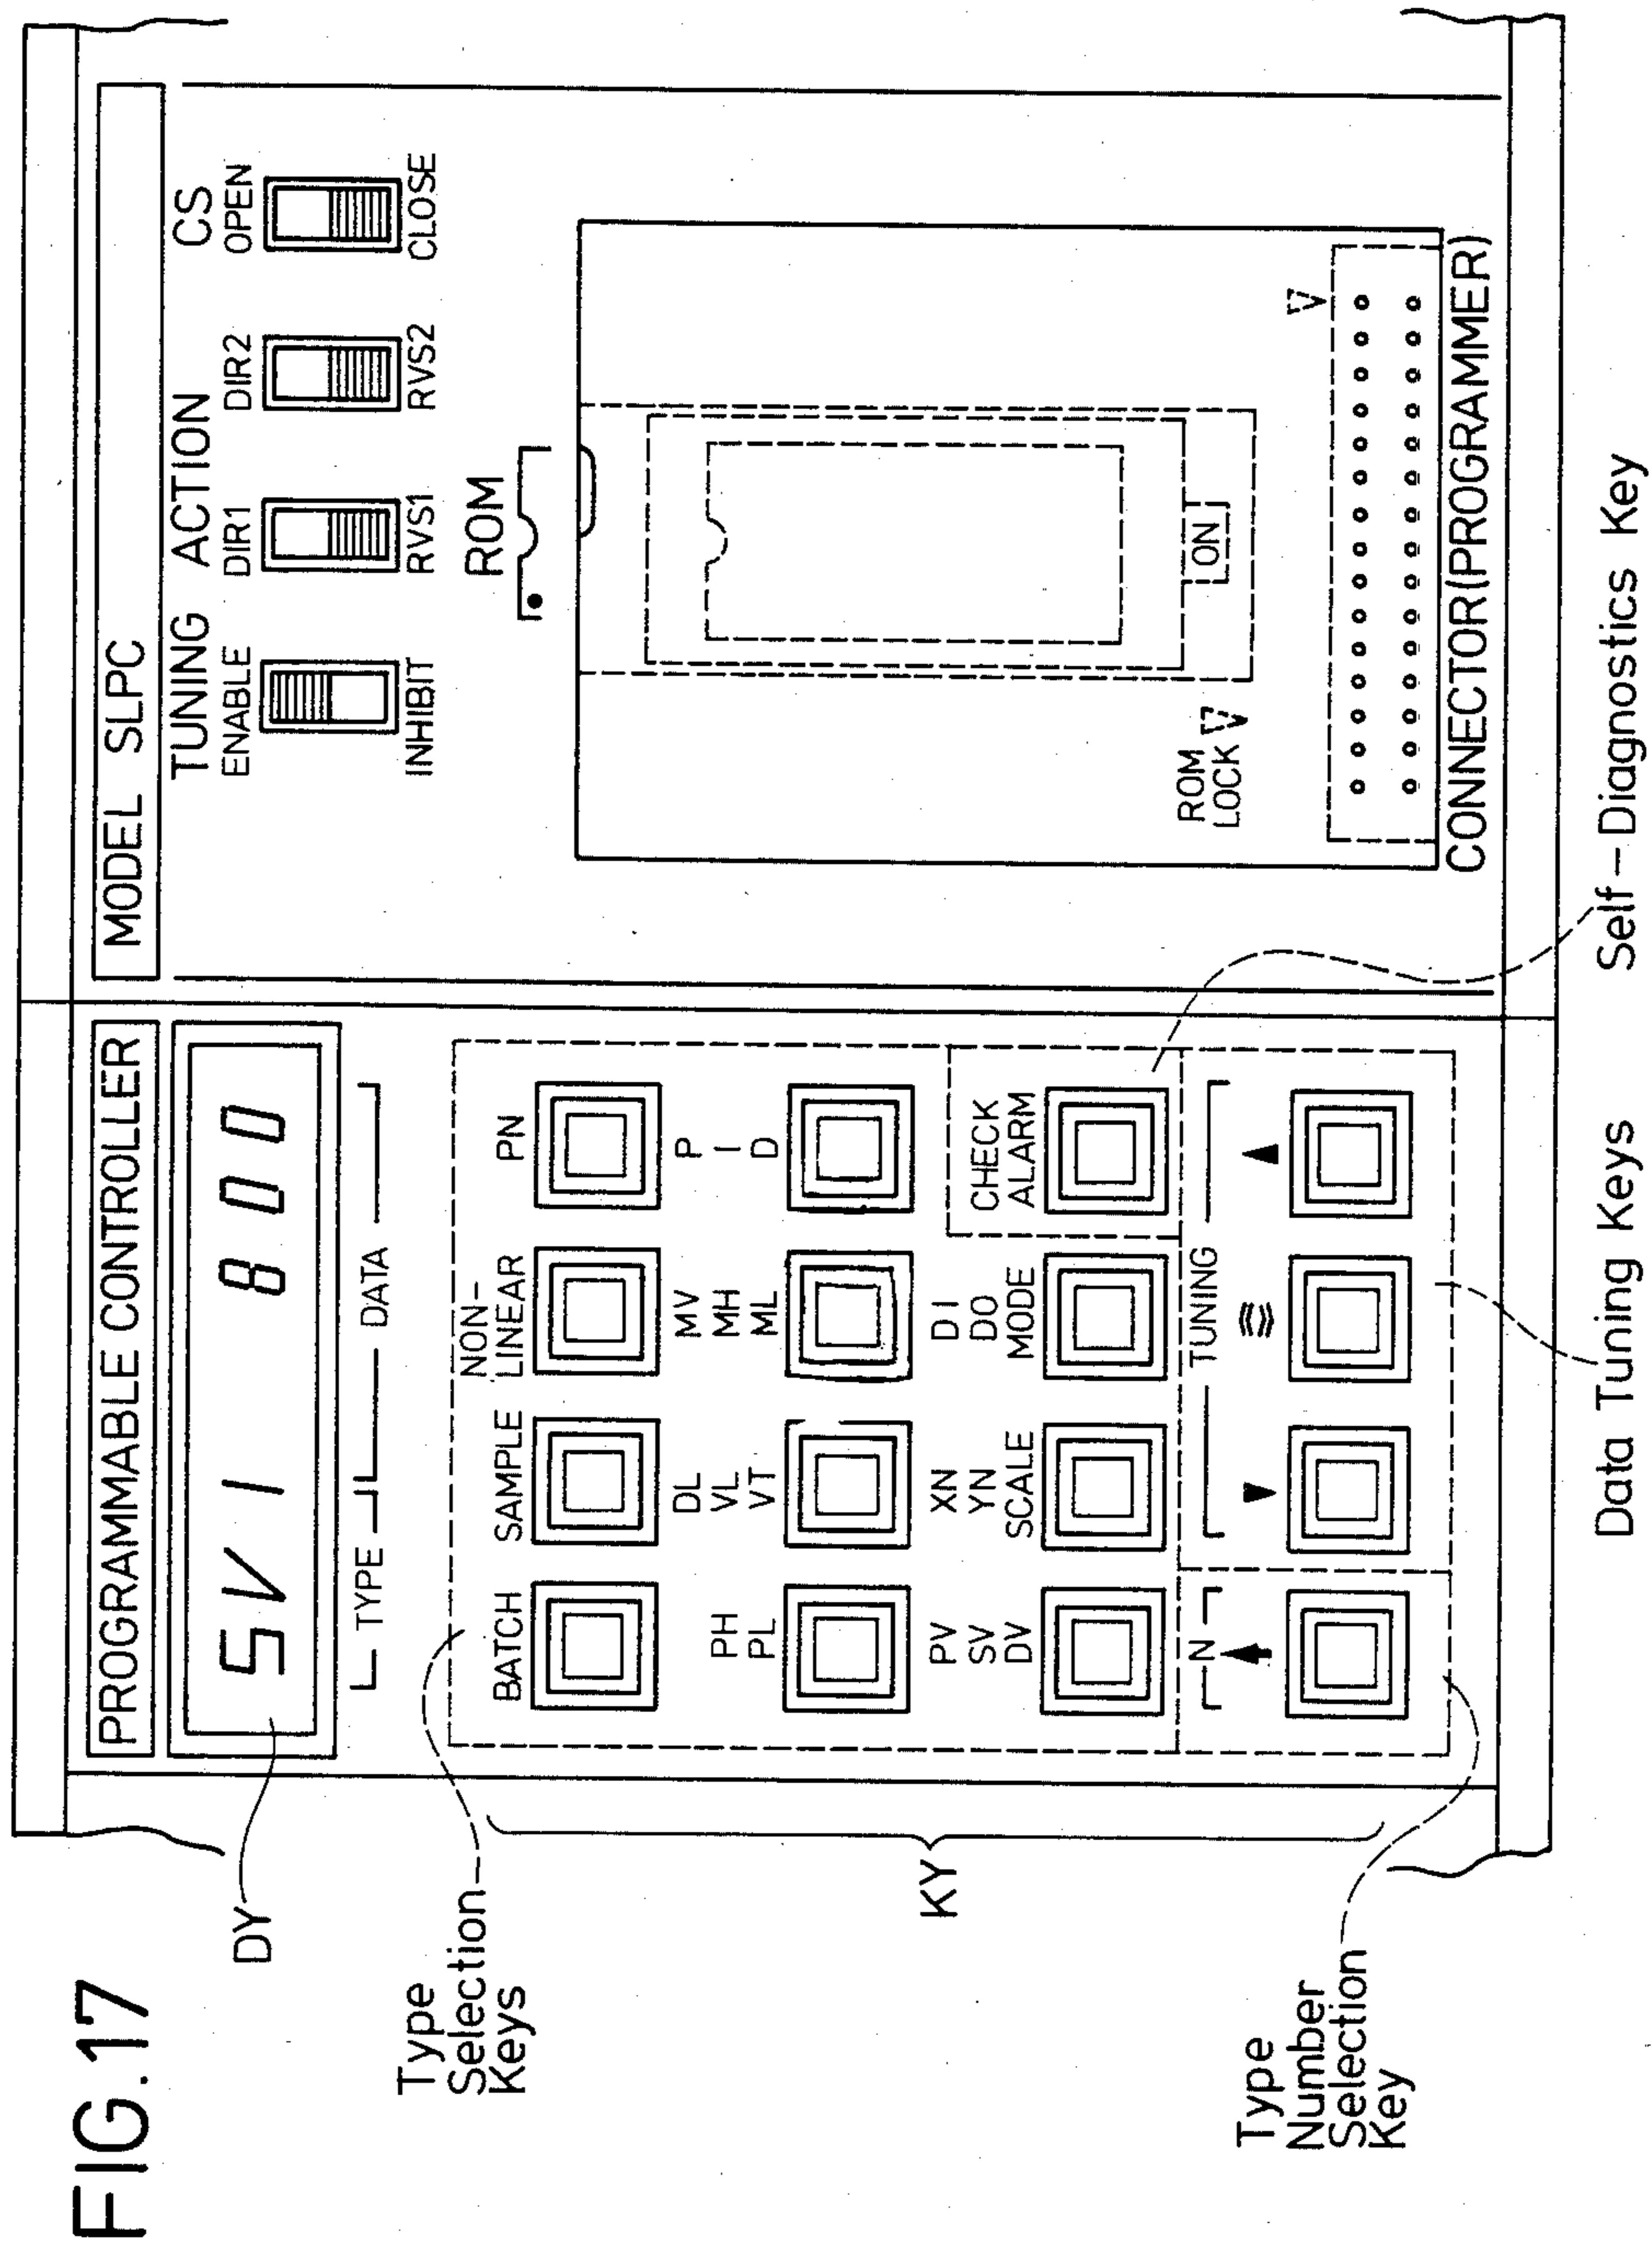 FIG.17
PROGRAMMABLE CONTROLLER
MODEL SLPC
DY
SV 1 800
TYPE
DATA
TUNING
ACTION
CS
ENABLE
DIR1
DIR2
OPEN
INHIBIT
RVS1
RVS2
CLOSE
Type
Selection
Keys
BATCH
SAMPLE
NON-
LINEAR
PN
PH
PL
DL
VL
VT
MV
MH
ML
P
I
D
PV
SV
DV
XN
YN
SCALE
DI
DO
MODE
CHECK
ALARM
KY
N
TUNING
Type
Number
Selection
Key
ROM
ROM
LOCK
ON
CONNECTOR(PROGRAMMER)
Data Tuning Keys
Self-Diagnostics Key